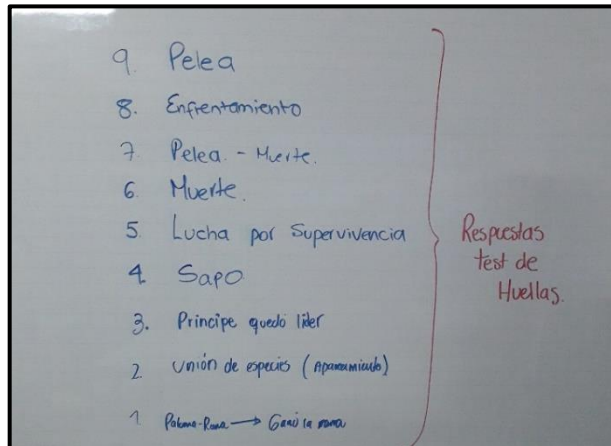 9. Pelea
8. Enfrentamiento
7. Pelea. - Muerte.
6. Muerte.
5. Lucha por Supervivencia
4. Sapo
3. Principe quedó lider
2. Unión de especies (Apareamiento)
1. Paloma-Rana → Ganó la rana
Respuestas
test de
Huellas.